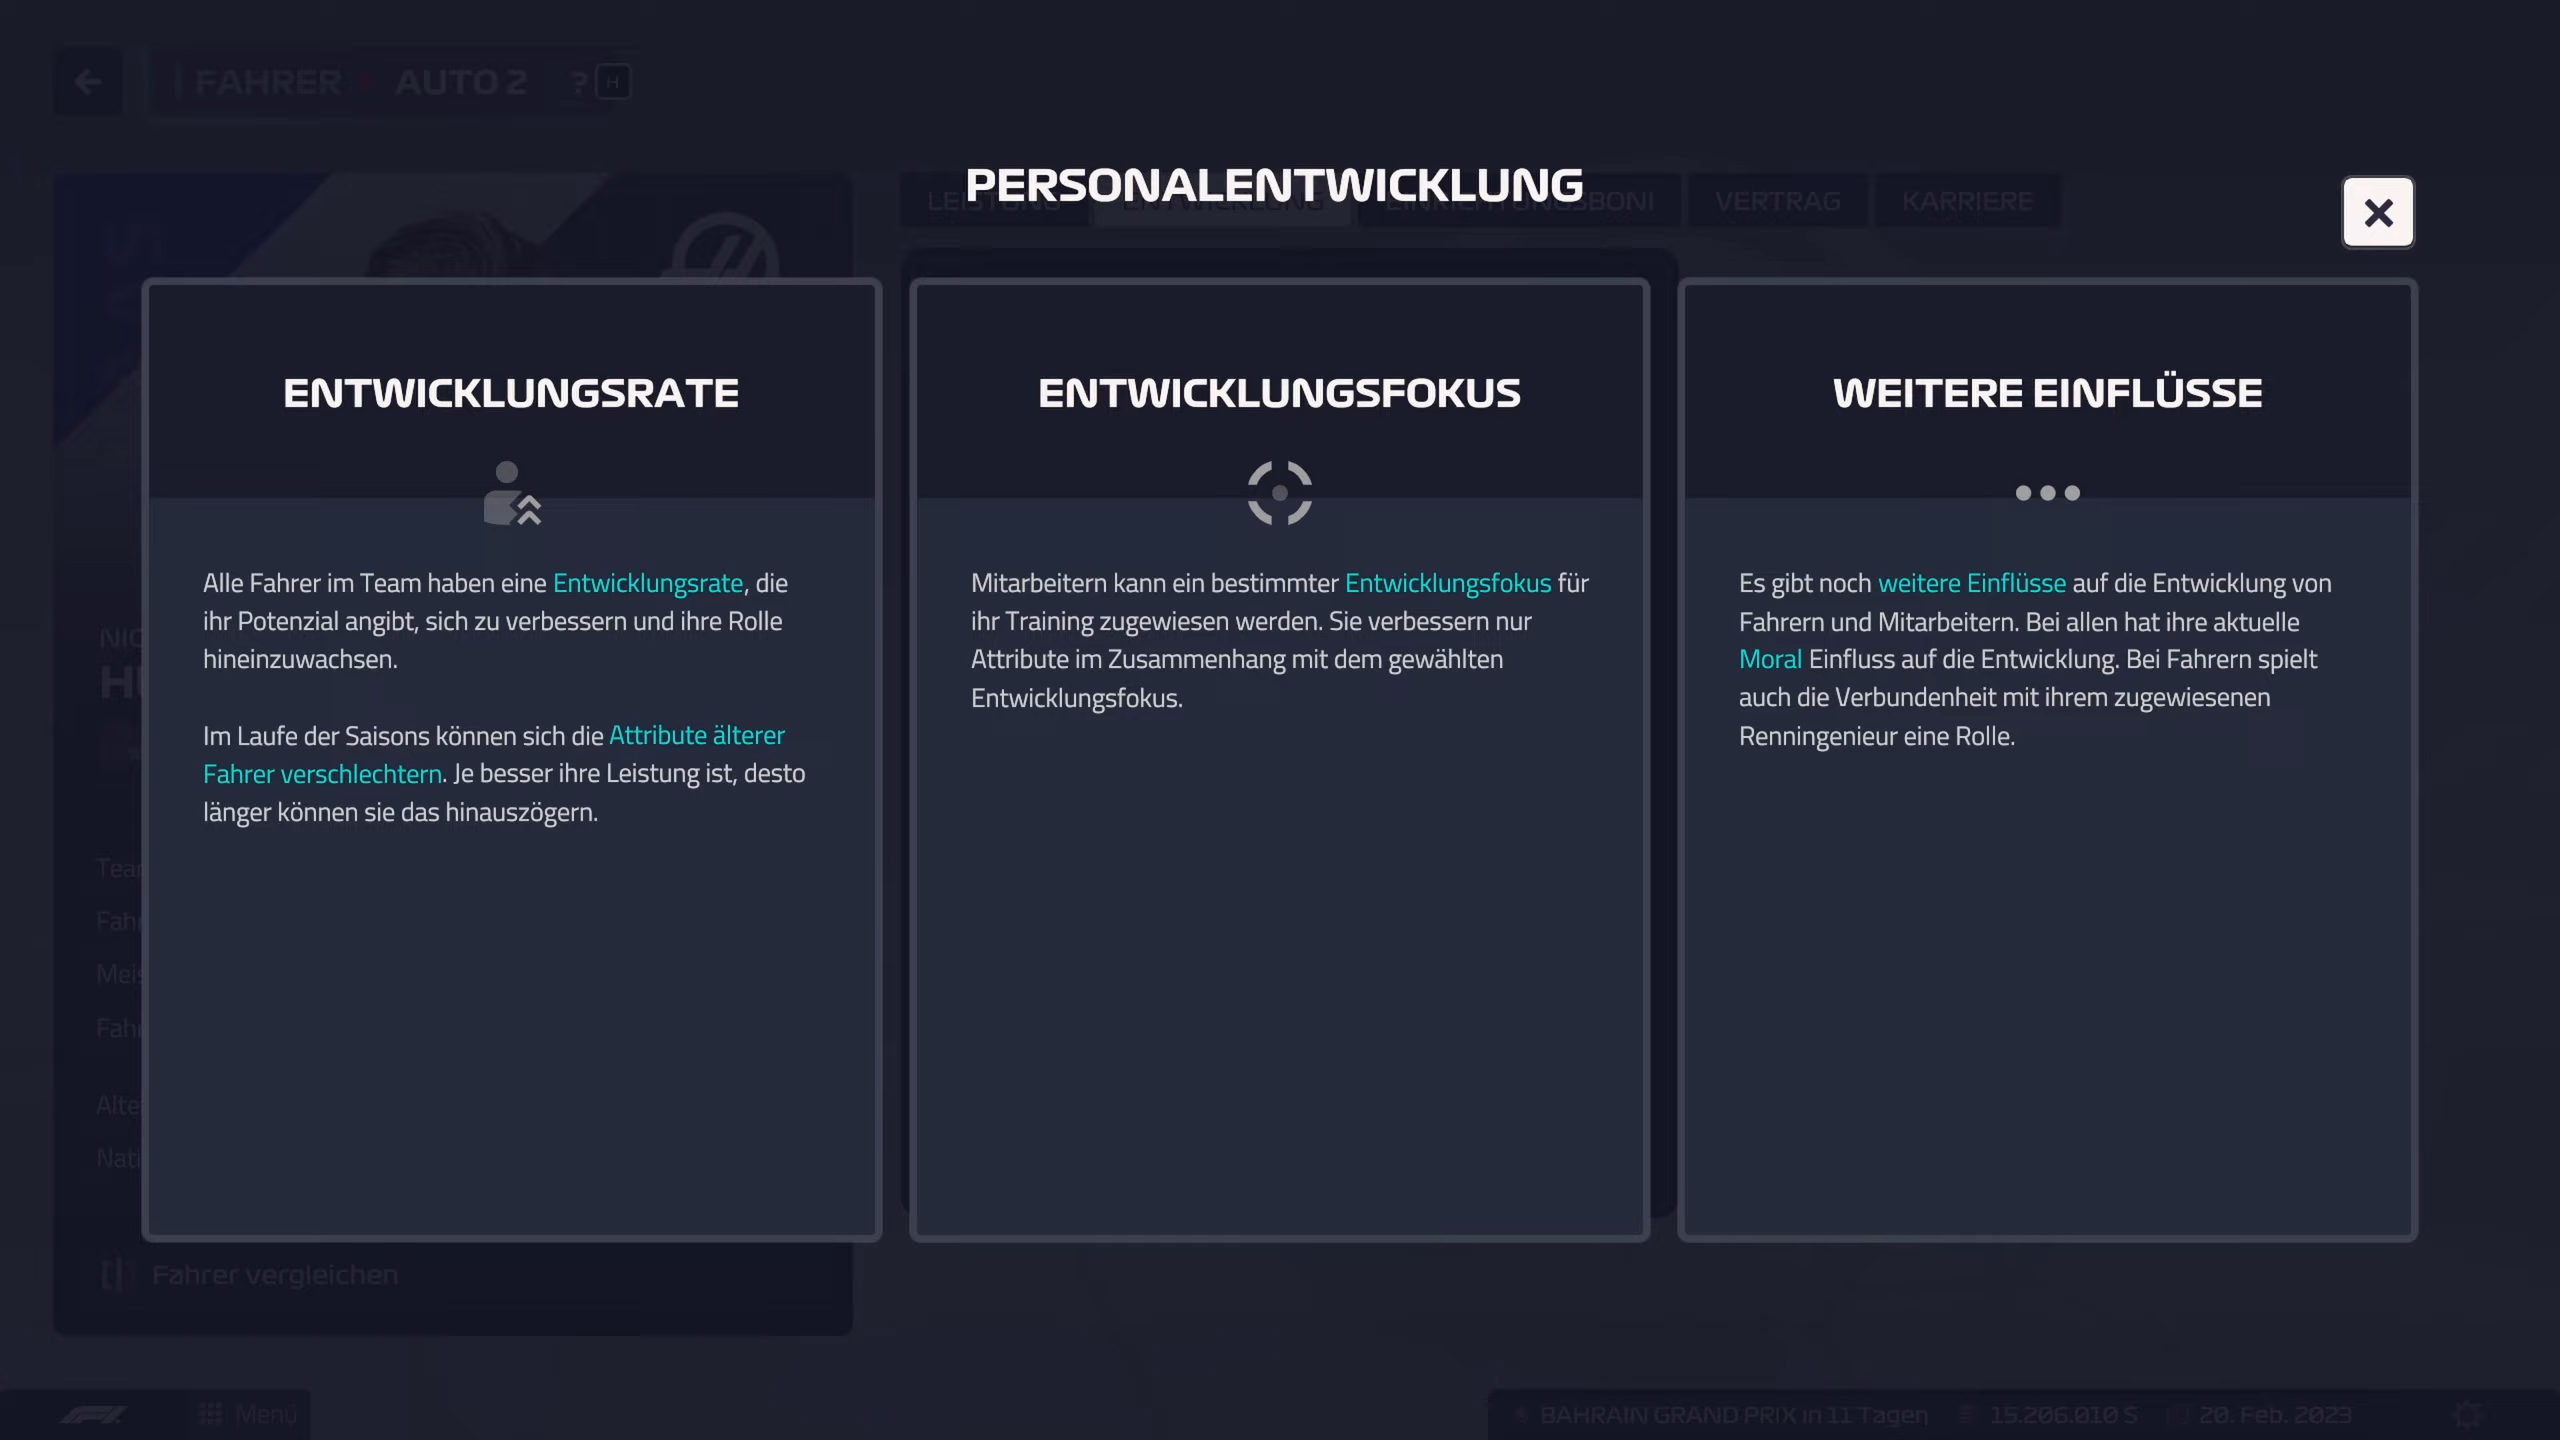 FAHRER AUTO 2 ? H
PERSONALENTWICKLUNG
LEISTUNG ENTWICKLUNG EINRICHTUNGSBONI VERTRAG KARRIERE
ENTWICKLUNGSRATE
Alle Fahrer im Team haben eine Entwicklungsrate, die
ihr Potenzial angibt, sich zu verbessern und ihre Rolle
hineinzuwachsen.
Im Laufe der Saisons können sich die Attribute älterer
Fahrer verschlechtern. Je besser ihre Leistung ist, desto
länger können sie das hinauszögern.
ENTWICKLUNGSFOKUS
Mitarbeitern kann ein bestimmter Entwicklungsfokus für
ihr Training zugewiesen werden. Sie verbessern nur
Attribute im Zusammenhang mit dem gewählten
Entwicklungsfokus.
WEITERE EINFLÜSSE
Es gibt noch weitere Einflüsse auf die Entwicklung von
Fahrern und Mitarbeitern. Bei allen hat ihre aktuelle
Moral Einfluss auf die Entwicklung. Bei Fahrern spielt
auch die Verbundenheit mit ihrem zugewiesenen
Renningenieur eine Rolle.
Fahrer vergleichen
Menü
BAHRAIN GRAND PRIX in 11 Tagen
15.206.010 $
20. Feb. 2023